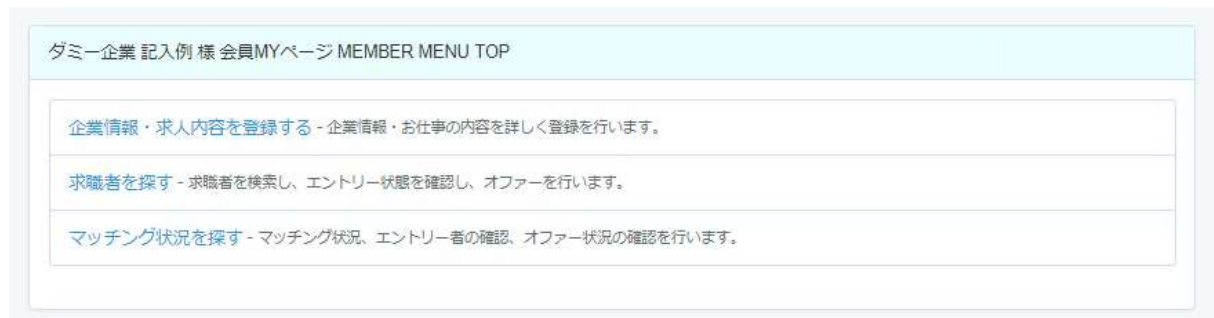 ダミー企業 記入例 様 会員MYページ MEMBER MENU TOP
企業情報・求人内容を登録する - 企業情報・お仕事の内容を詳しく登録を行います。
求職者を探す - 求職者を検索し、エントリー状態を確認し、オファーを行います。
マッチング状況を探す - マッチング状況、エントリー者の確認、オファー状況の確認を行います。